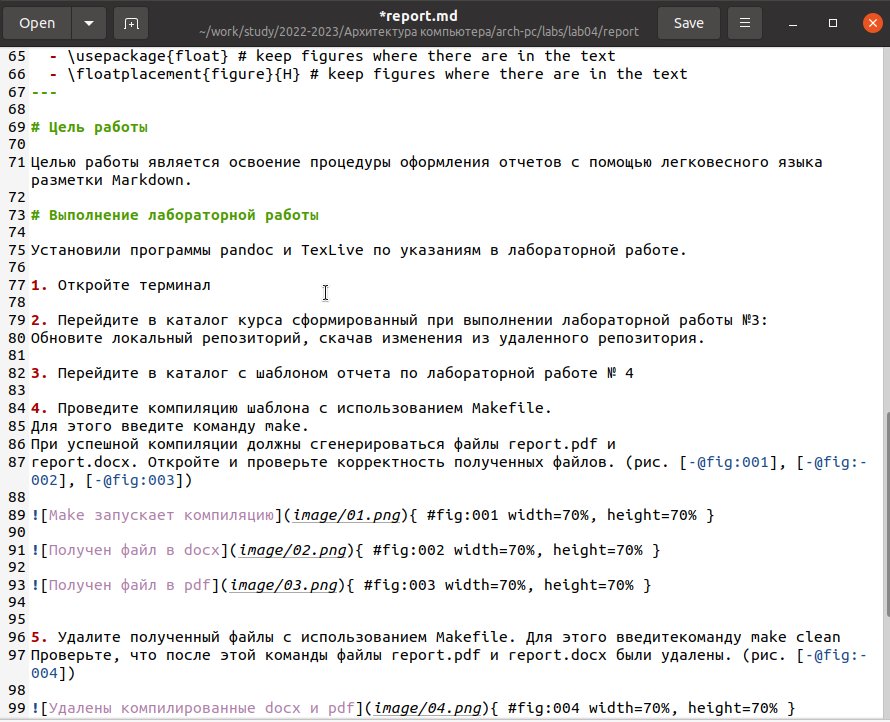 Open
*report.md
~/work/study/2022-2023/Архитектура компьютера/arch-pc/labs/lab04/report
Save
65 - \usepackage{float} # keep figures where there are in the text
66 - \floatplacement{figure}{H} # keep figures where there are in the text
67 ---
68
69 # Цель работы
70
71 Целью работы является освоение процедуры оформления отчетов с помощью легковесного языка
разметки Markdown.
72
73 # Выполнение лабораторной работы
74
75 Установили программы pandoc и TexLive по указаниям в лабораторной работе.
76
77 1. Откройте терминал
78
79 2. Перейдите в каталог курса сформированный при выполнении лабораторной работы №3:
80 Обновите локальный репозиторий, скачав изменения из удаленного репозитория.
81
82 3. Перейдите в каталог с шаблоном отчета по лабораторной работе № 4
83
84 4. Проведите компиляцию шаблона с использованием Makefile.
85 Для этого введите команду make.
86 При успешной компиляции должны сгенерироваться файлы report.pdf и
87 report.docx. Откройте и проверьте корректность полученных файлов. (рис. [-@fig:001], [-@fig:-
002], [-@fig:003])
88
89 ![Make запускает компиляцию](image/01.png){ #fig:001 width=70%, height=70% }
90
91 ![Получен файл в docx](image/02.png){ #fig:002 width=70%, height=70% }
92
93 ![Получен файл в pdf](image/03.png){ #fig:003 width=70%, height=70% }
94
95
96 5. Удалите полученный файлы с использованием Makefile. Для этого введитекоманду make clean
97 Проверьте, что после этой команды файлы report.pdf и report.docx были удалены. (рис. [-@fig:-
004])
98
99 ![Удалены компилированные docx и pdf](image/04.png){ #fig:004 width=70%, height=70% }